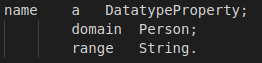 name a DatatypeProperty;
domain Person;
range String.